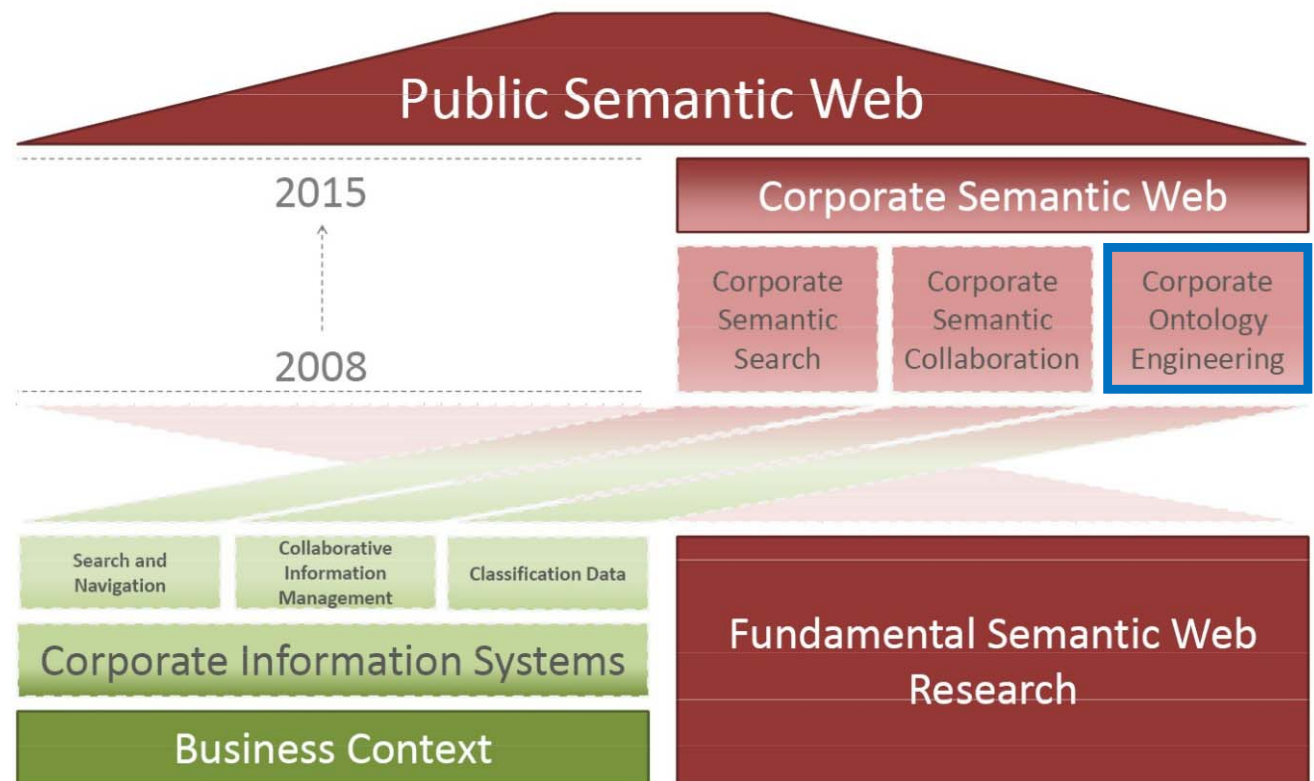 Public Semantic Web
2015
2008
Corporate Semantic Web
Corporate
Semantic
Search
Corporate
Semantic
Collaboration
Corporate
Ontology
Engineering
Search and
Navigation
Collaborative
Information
Management
Classification Data
Corporate Information Systems
Business Context
Fundamental Semantic Web
Research